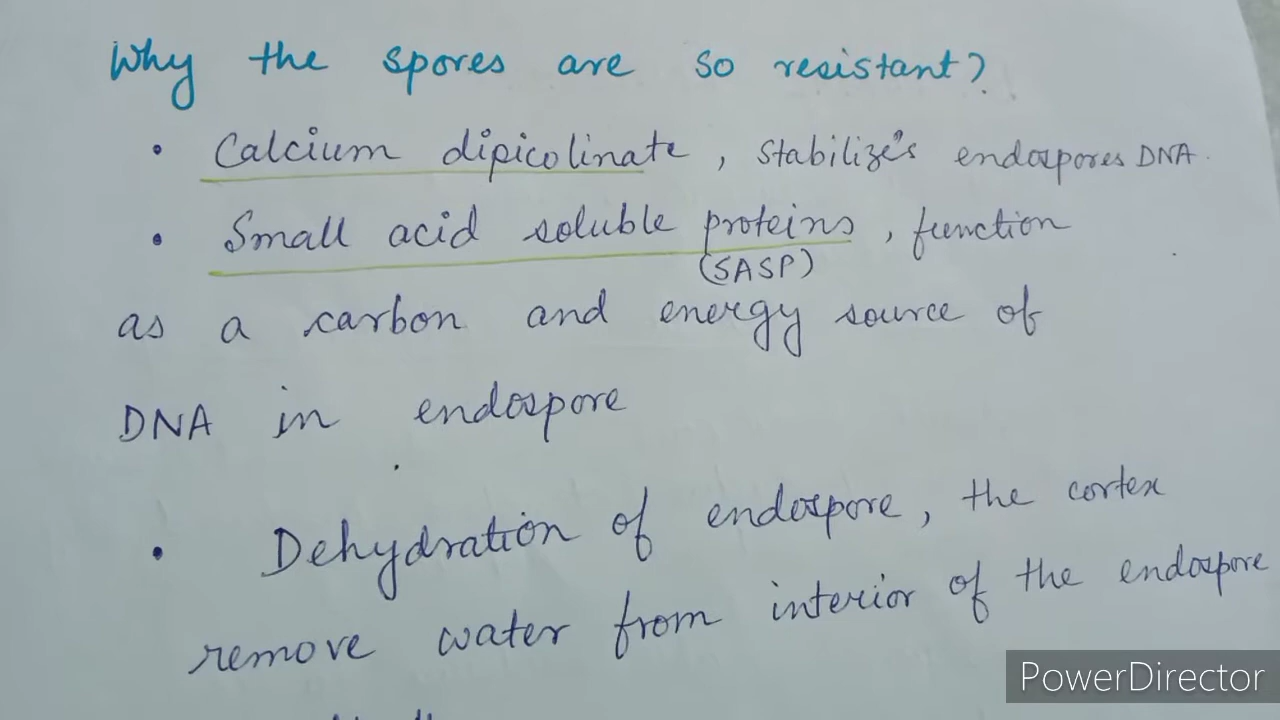 Why the spores are so resistant?
• Calcium dipicolinate, stabilizes endospores DNA.
• Small acid soluble proteins, function
(SASP)
as a carbon and energy source of
DNA in endospore
• Dehydration of endospore, the cortex
remove water from interior of the endospore
PowerDirector